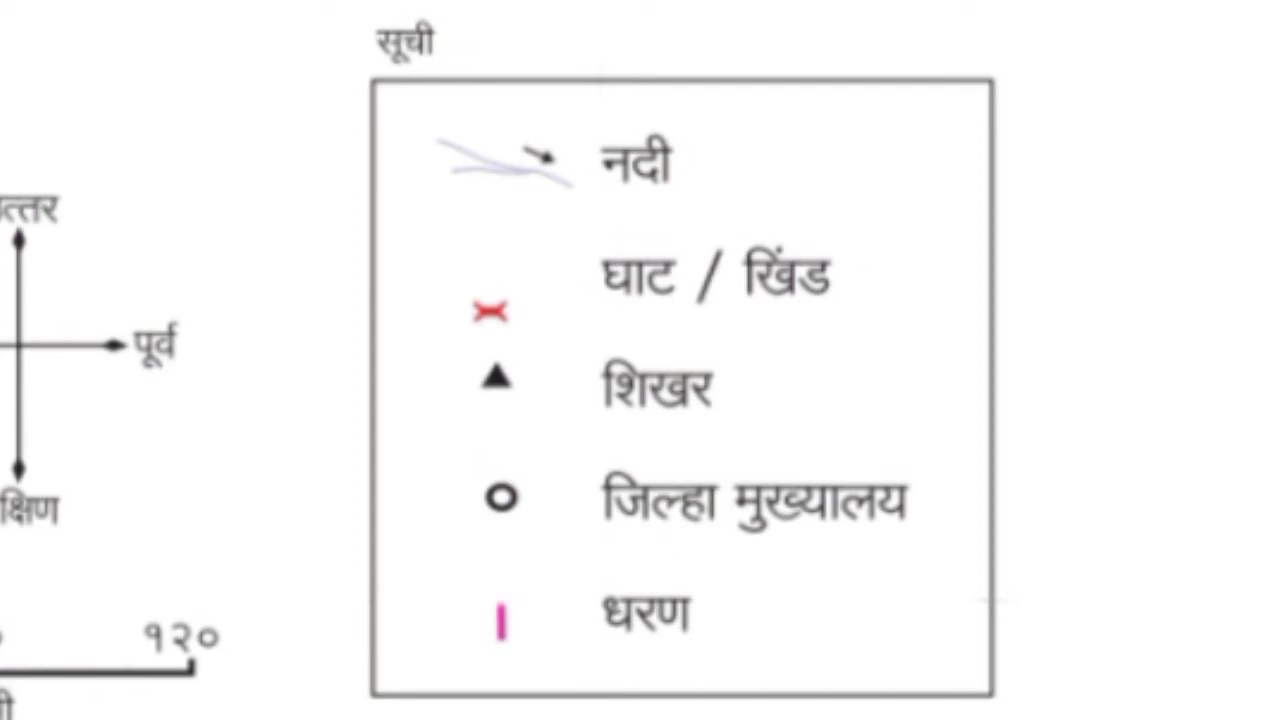 सूची
नदी
घाट / खिंड
शिखर
जिल्हा मुख्यालय
धरण
पूर्व
१२०